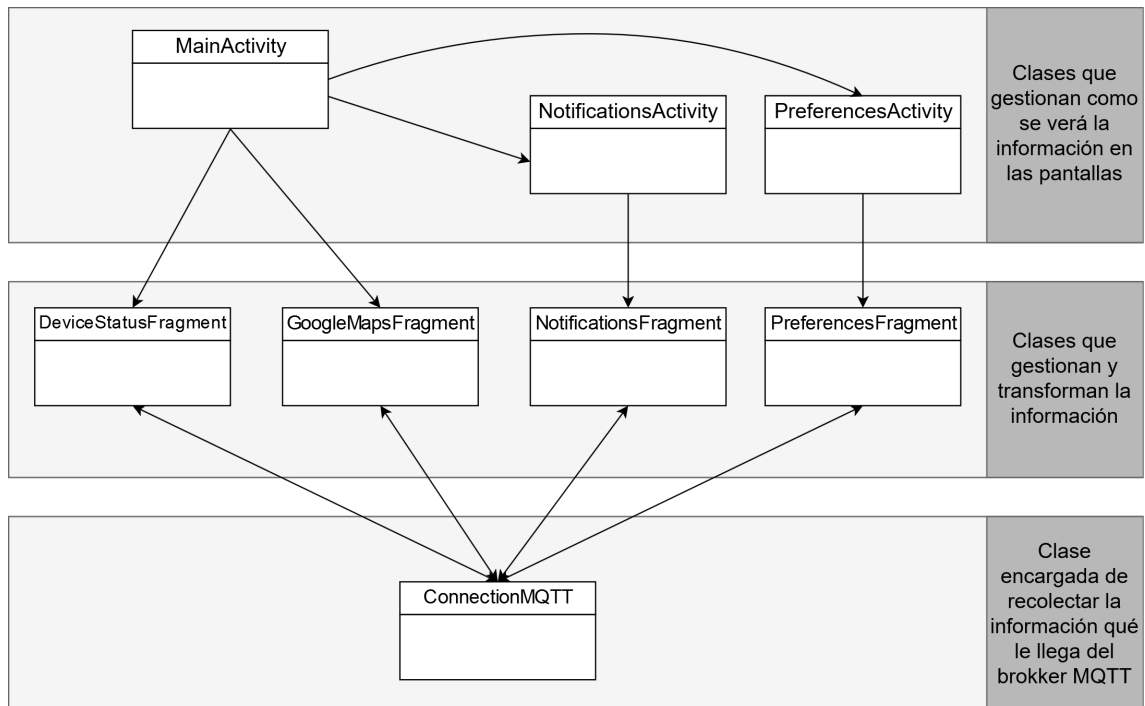 MainActivity
NotificationsActivity
PreferencesActivity
Clases que
gestionan como
se verá la
información en
las pantallas
DeviceStatusFragment
GoogleMapsFragment
NotificationsFragment
PreferencesFragment
Clases que
gestionan y
transforman la
información
ConnectionMQTT
Clase
encargada de
recolectar la
información qué
le llega del
brokker MQTT